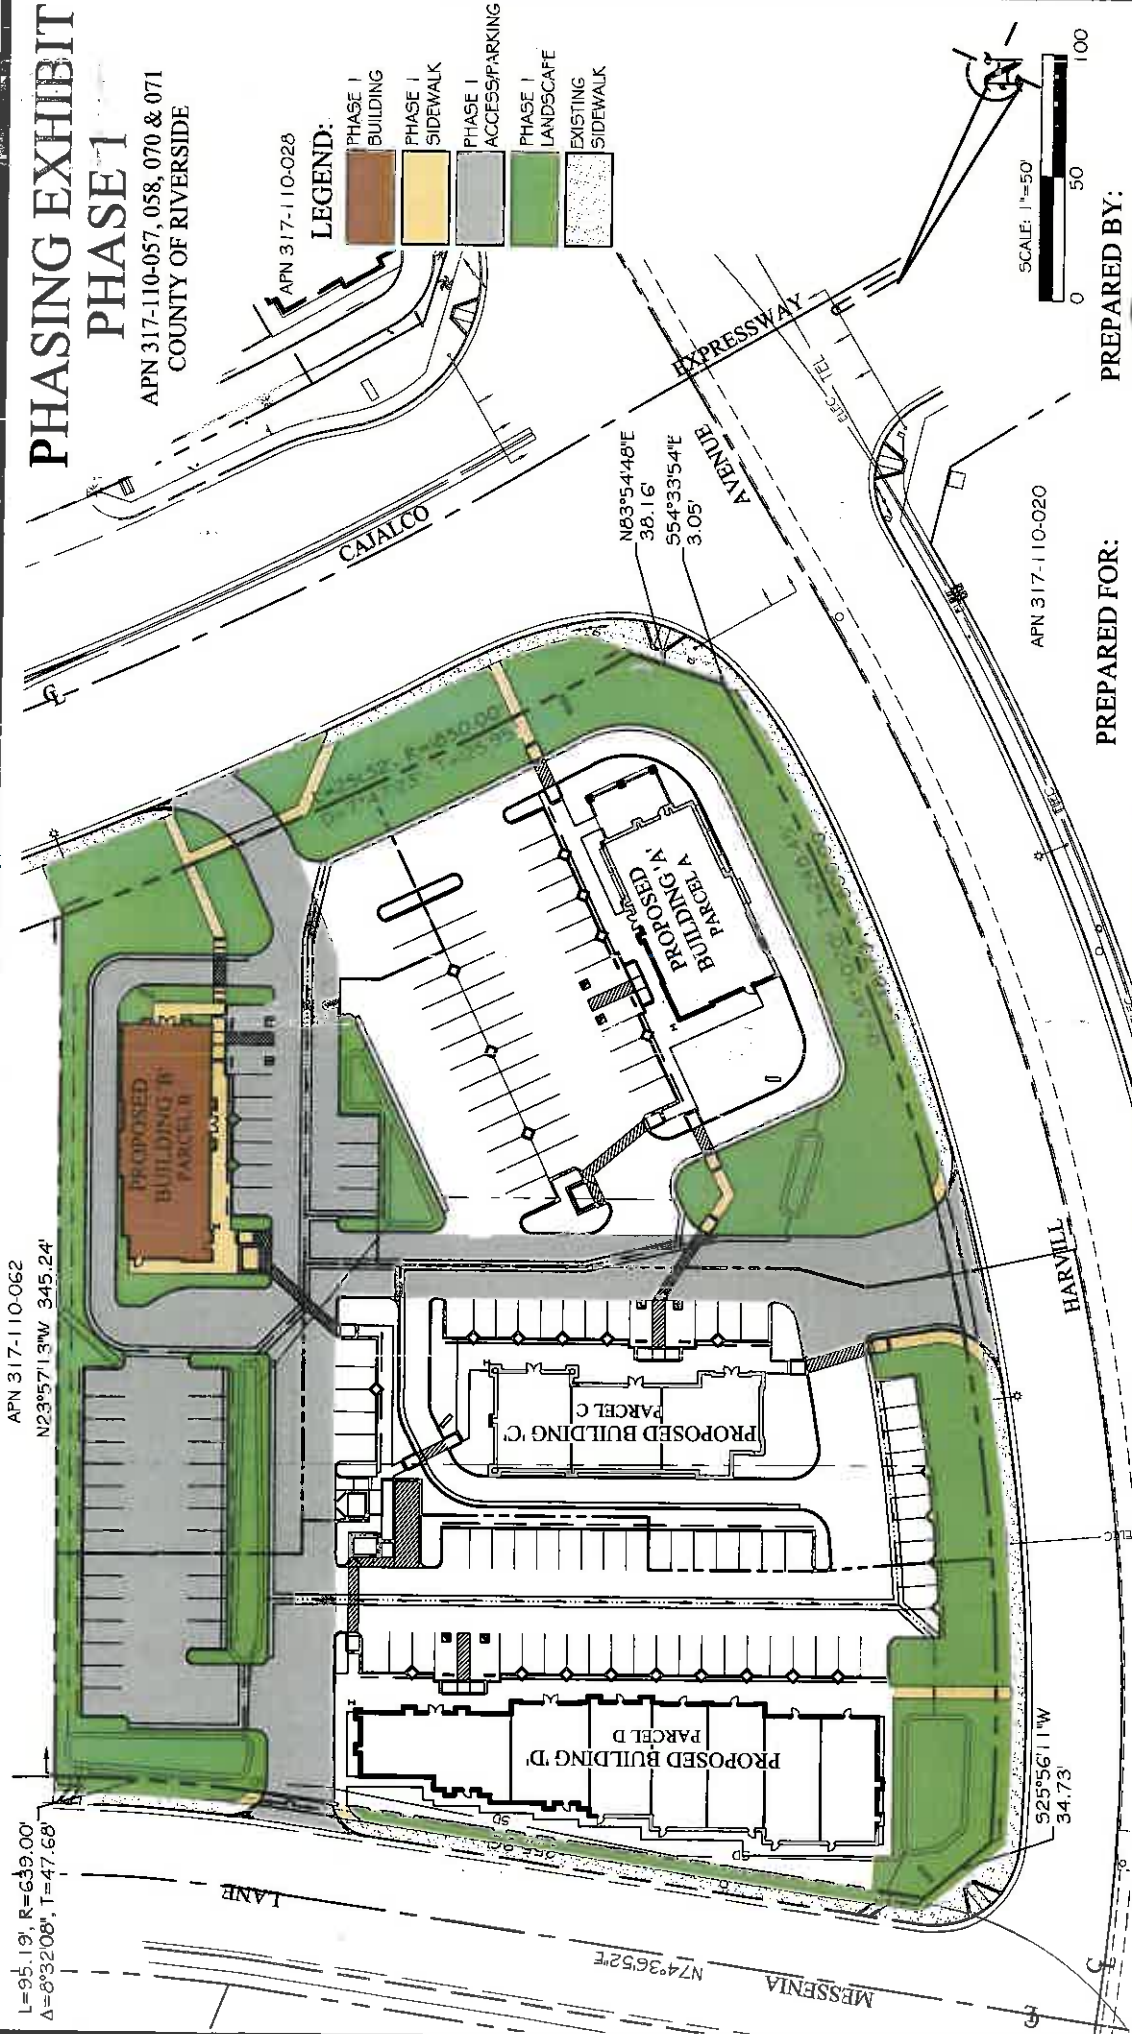 PHASING EXHIBIT
PHASE 1
APN 317-110-057, 058, 070 & 071
COUNTY OF RIVERSIDE
APN 317-110-028
LEGEND:
PHASE 1
BUILDING
PHASE 1
SIDEWALK
PHASE 1
ACCESS/PARKING
PHASE 1
LANDSCAPE
EXISTING
SIDEWALK
SCALE: 1"=50'
0
50
100
PREPARED BY:
PREPARED FOR:
APN 317-110-020
CAJALCO
EXPRESSWAY
HARVILL
AVENUE
ELEC
TEL
N83°54'48"E
38.16'
S54°33'54"E
3.05'
PROPOSED
BUILDING 'A'
PARCEL A
PROPOSED
BUILDING 'B'
PARCEL B
PROPOSED BUILDING 'C'
PARCEL C
PROPOSED BUILDING 'D'
PARCEL D
SD
SD
APN 317-110-062
N23°57'13"W 345.24'
L=95.19', R=639.00'
Δ=8°32'08", T=47.68'
MESSENIA
LANE
N74°36'52"E
S25°56'11"W
34.73'
ELEC